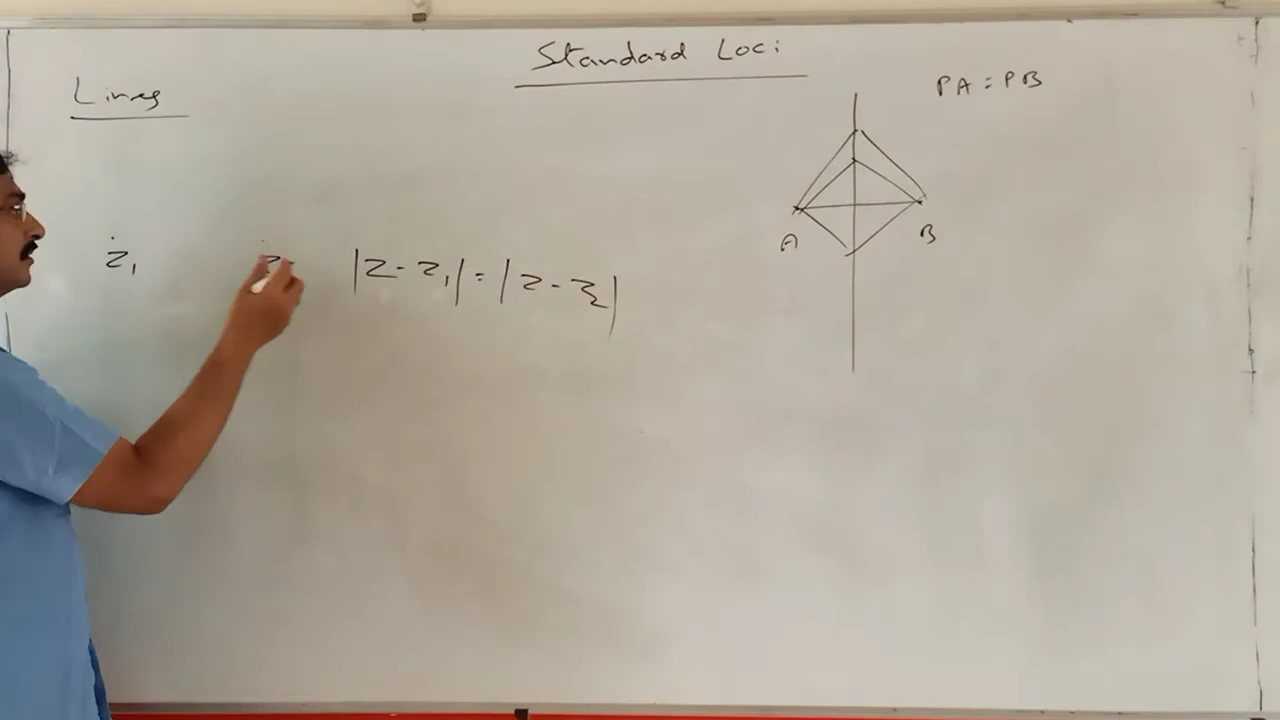 Standard Loci
Lines
PA = PB
A
B
z₁
|z - z₁| = |z - z₂|